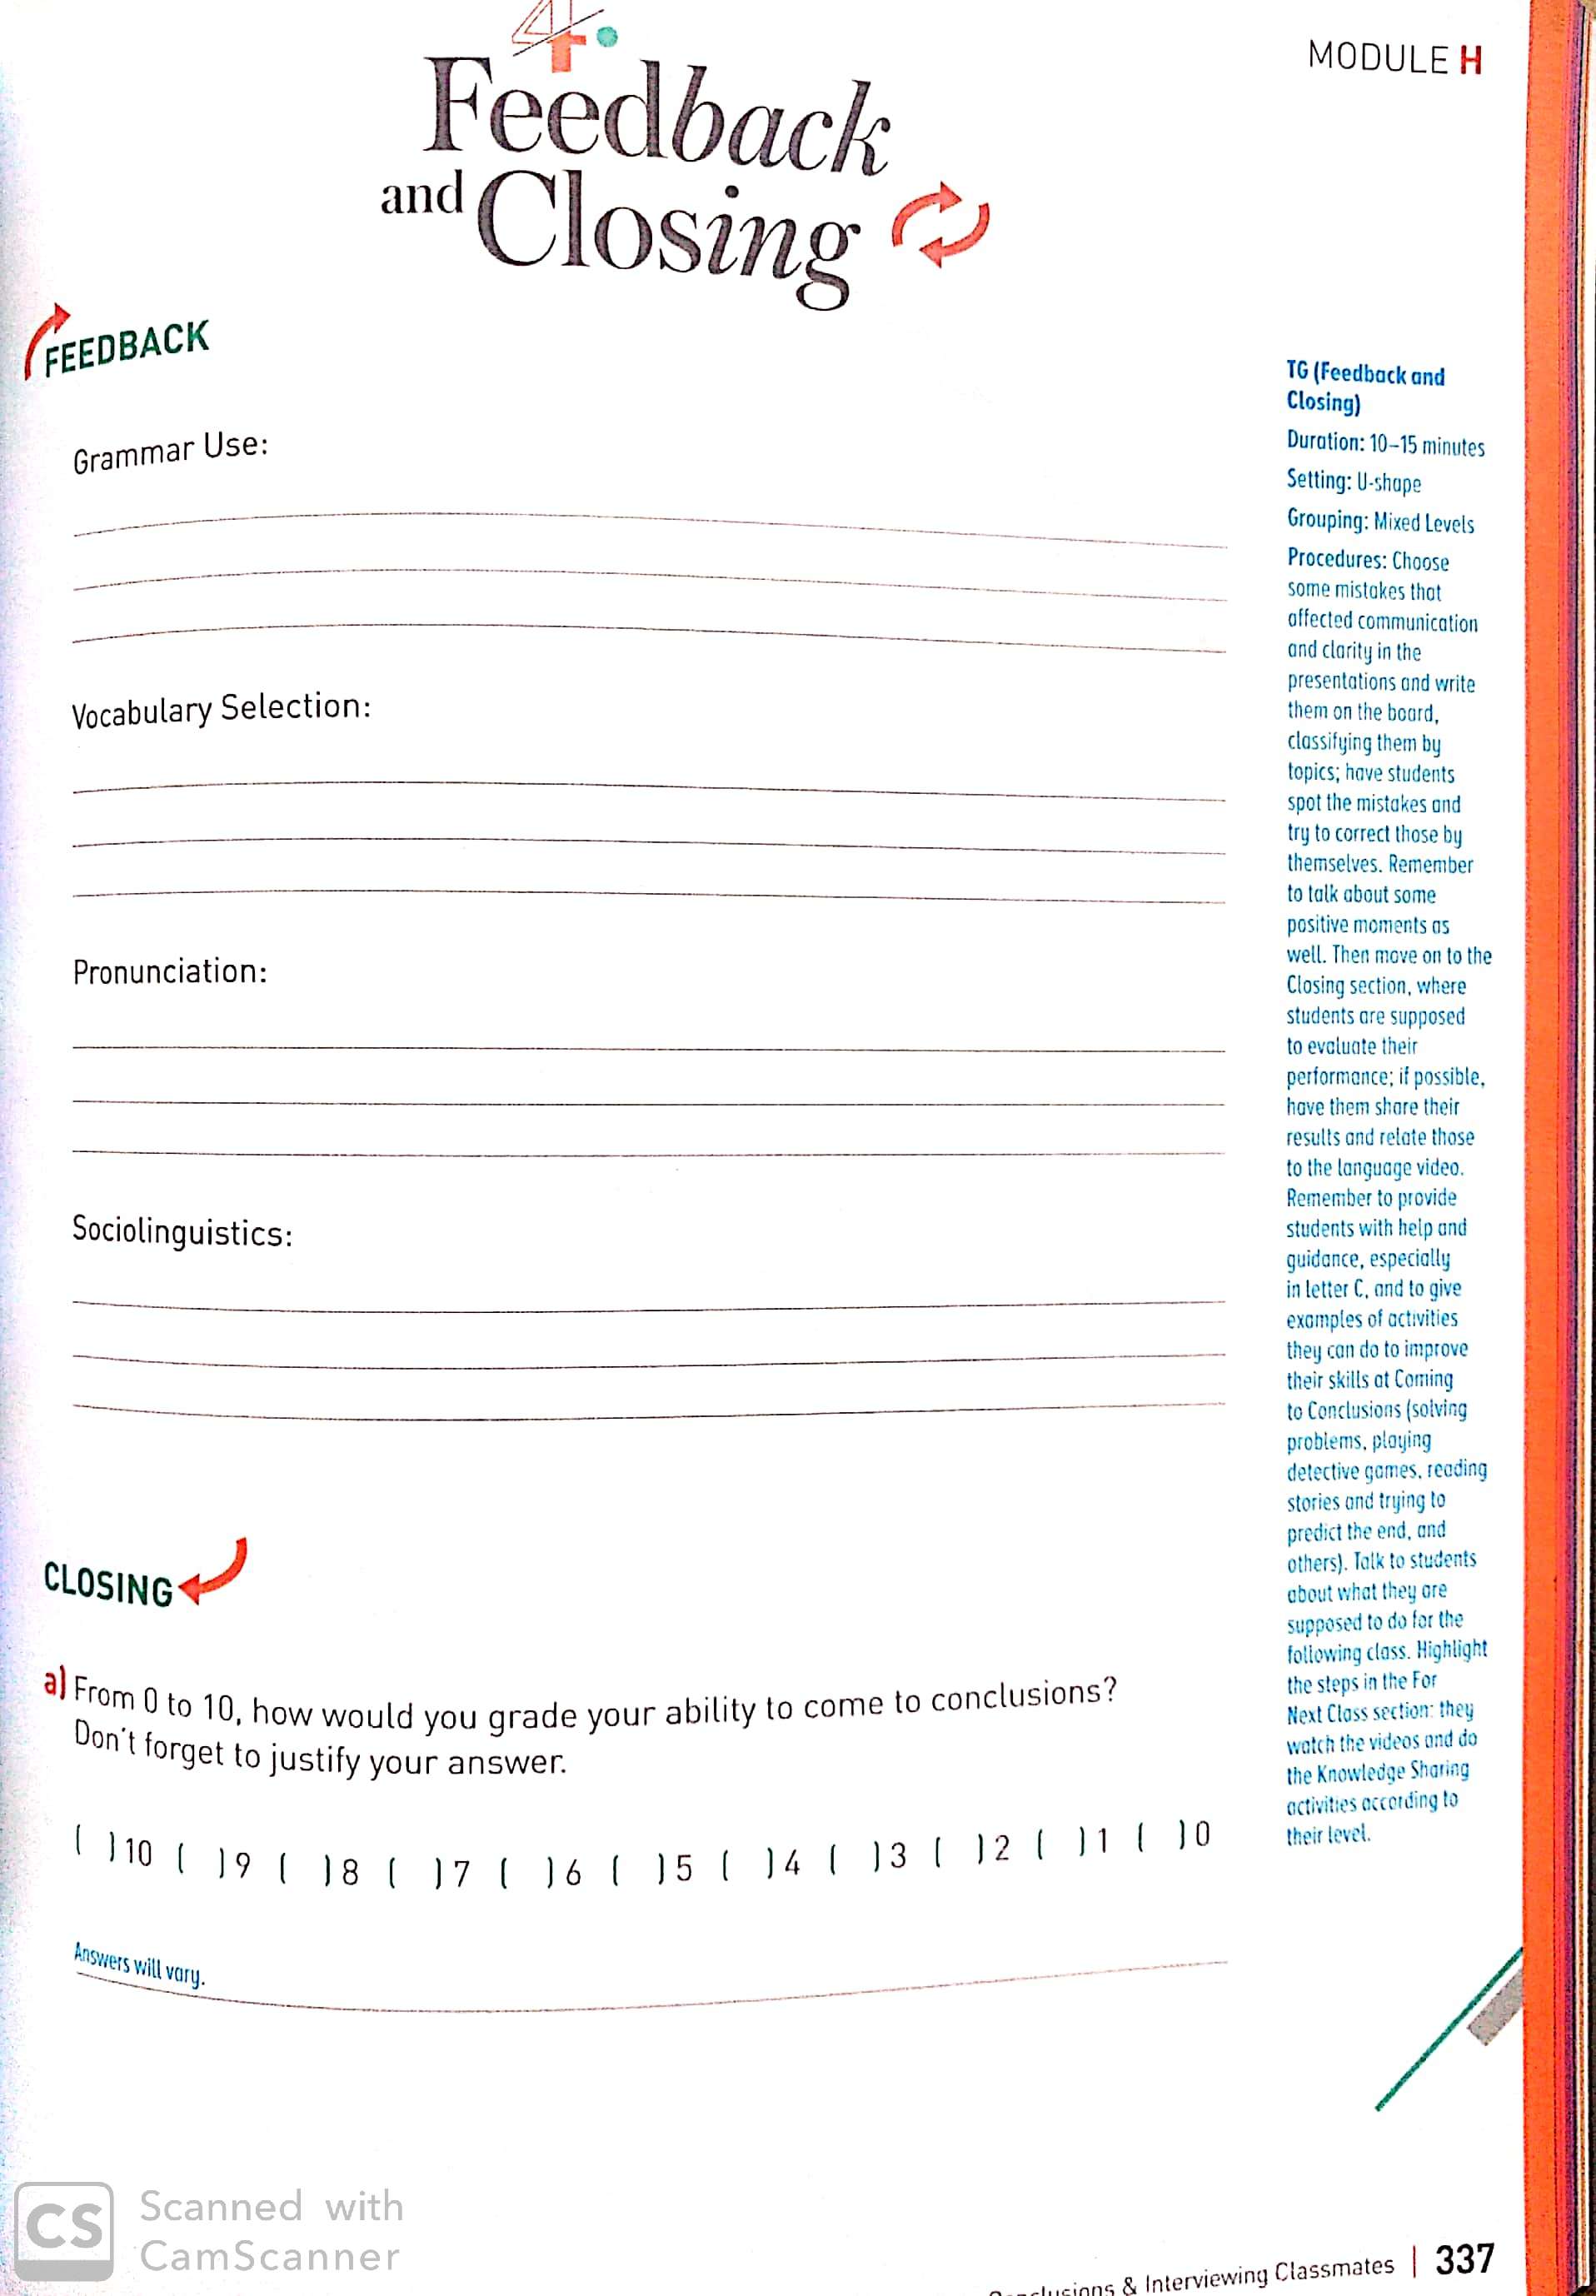 MODULE H
4.
Feedback
and Closing
FEEDBACK
Grammar Use:
Vocabulary Selection:
Pronunciation:
Sociolinguistics:
CLOSING
a) From 0 to 10, how would you grade your ability to come to conclusions?
Don't forget to justify your answer.
( )10 ( )9 ( )8 ( )7 ( )6 ( )5 ( )4 ( )3 ( )2 ( )1 ( )0
Answers will vary.
TG (Feedback and
Closing)
Duration: 10–15 minutes
Setting: U-shape
Grouping: Mixed Levels
Procedures: Choose
some mistakes that
affected communication
and clarity in the
presentations and write
them on the board,
classifying them by
topics; have students
spot the mistakes and
try to correct those by
themselves. Remember
to talk about some
positive moments as
well. Then move on to the
Closing section, where
students are supposed
to evaluate their
performance; if possible,
have them share their
results and relate those
to the language video.
Remember to provide
students with help and
guidance, especially
in letter C, and to give
examples of activities
they can do to improve
their skills at Coming
to Conclusions (solving
problems, playing
detective games, reading
stories and trying to
predict the end, and
others). Talk to students
about what they are
supposed to do for the
following class. Highlight
the steps in the For
Next Class section: they
watch the videos and do
the Knowledge Sharing
activities according to
their level.
& Interviewing Classmates | 337
CS
Scanned with
CamScanner